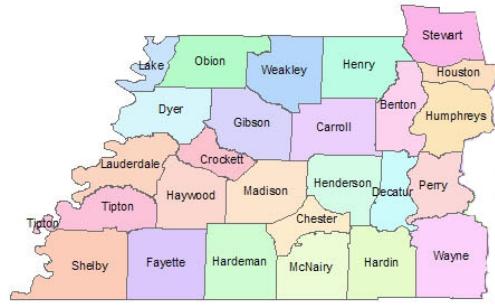 Stewart
Lake
Obion
Weakley
Henry
Houston
Dyer
Gibson
Carroll
Benton
Humphreys
Lauderdale
Crockett
Haywood
Madison
Henderson
Decatur
Perry
Tipton
Tipton
Chester
Shelby
Fayette
Hardeman
McNairy
Hardin
Wayne